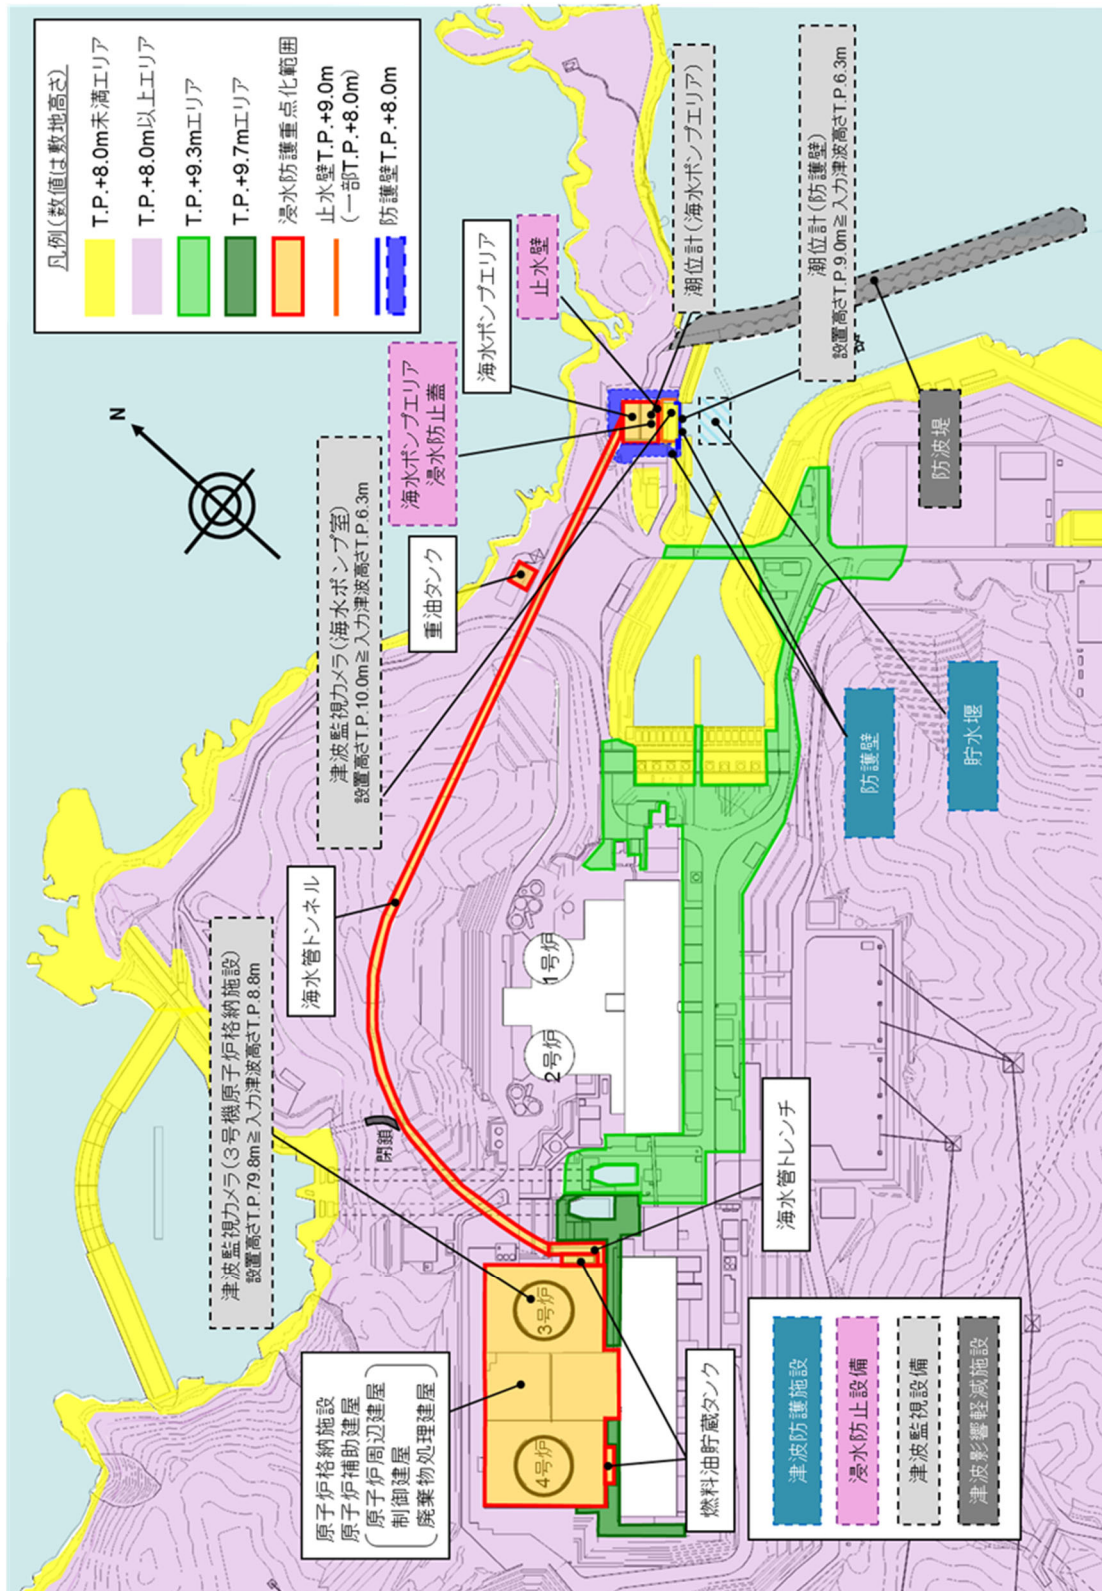 凡例(数値は敷地高さ)
T.P.+8.0m未満エリア
T.P.+8.0m以上エリア
T.P.+9.3mエリア
T.P.+9.7mエリア
浸水防護重点化範囲
止水壁T.P.+9.0m
(一部T.P.+8.0m)
防護壁T.P.+8.0m
N
津波監視カメラ(3号機原子炉格納施設)
設置高さT.P.79.8m≧入力津波高さT.P.8.8m
海水管トンネル
津波監視カメラ(海水ポンプ室)
設置高さT.P.10.0m≧入力津波高さT.P.6.3m
重油タンク
海水ポンプエリア
浸水防止蓋
海水ポンプエリア
止水壁
潮位計(海水ポンプエリア)
潮位計(防護壁)
設置高さT.P.9.0m≧入力津波高さT.P.6.3m
防波堤
防護壁
貯水堰
閉鎖
1号炉
2号炉
3号炉
4号炉
原子炉格納施設
原子炉補助建屋
原子炉周辺建屋
制御建屋
廃棄物処理建屋
海水管トレンチ
燃料油貯蔵タンク
津波防護施設
浸水防止設備
津波監視設備
津波影響軽減施設